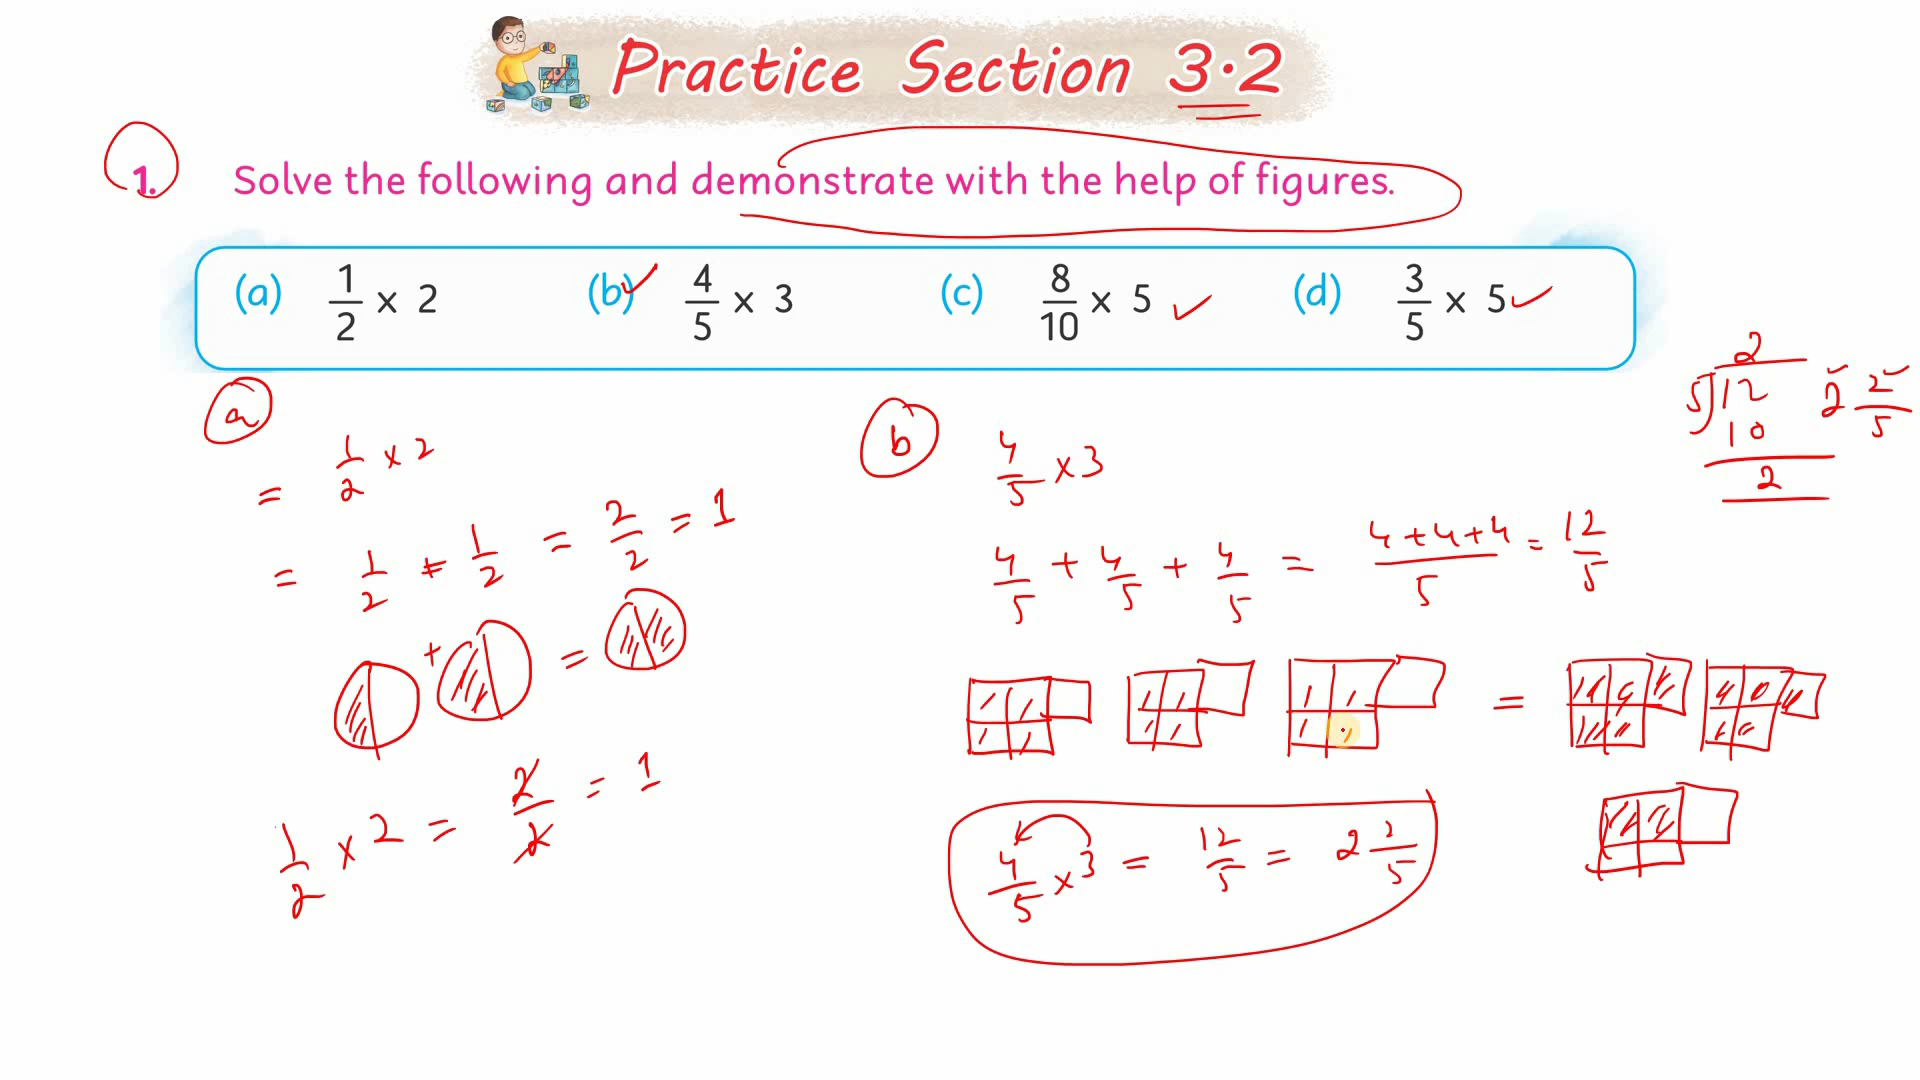 Practice Section 3.2
1. Solve the following and demonstrate with the help of figures.
(a) 1/2 x 2 (b) 4/5 x 3 (c) 8/10 x 5 (d) 3/5 x 5
a
= 1/2 x 2
= 1/2 + 1/2 = 2/2 = 1
+ =
1/2 x 2 = 2/2 = 1
b
4/5 x 3
4/5 + 4/5 + 4/5 = 4+4+4/5 = 12/5
=
4/5 x 3 = 12/5 = 2 2/5
2
5)12 2 2/5
10
2